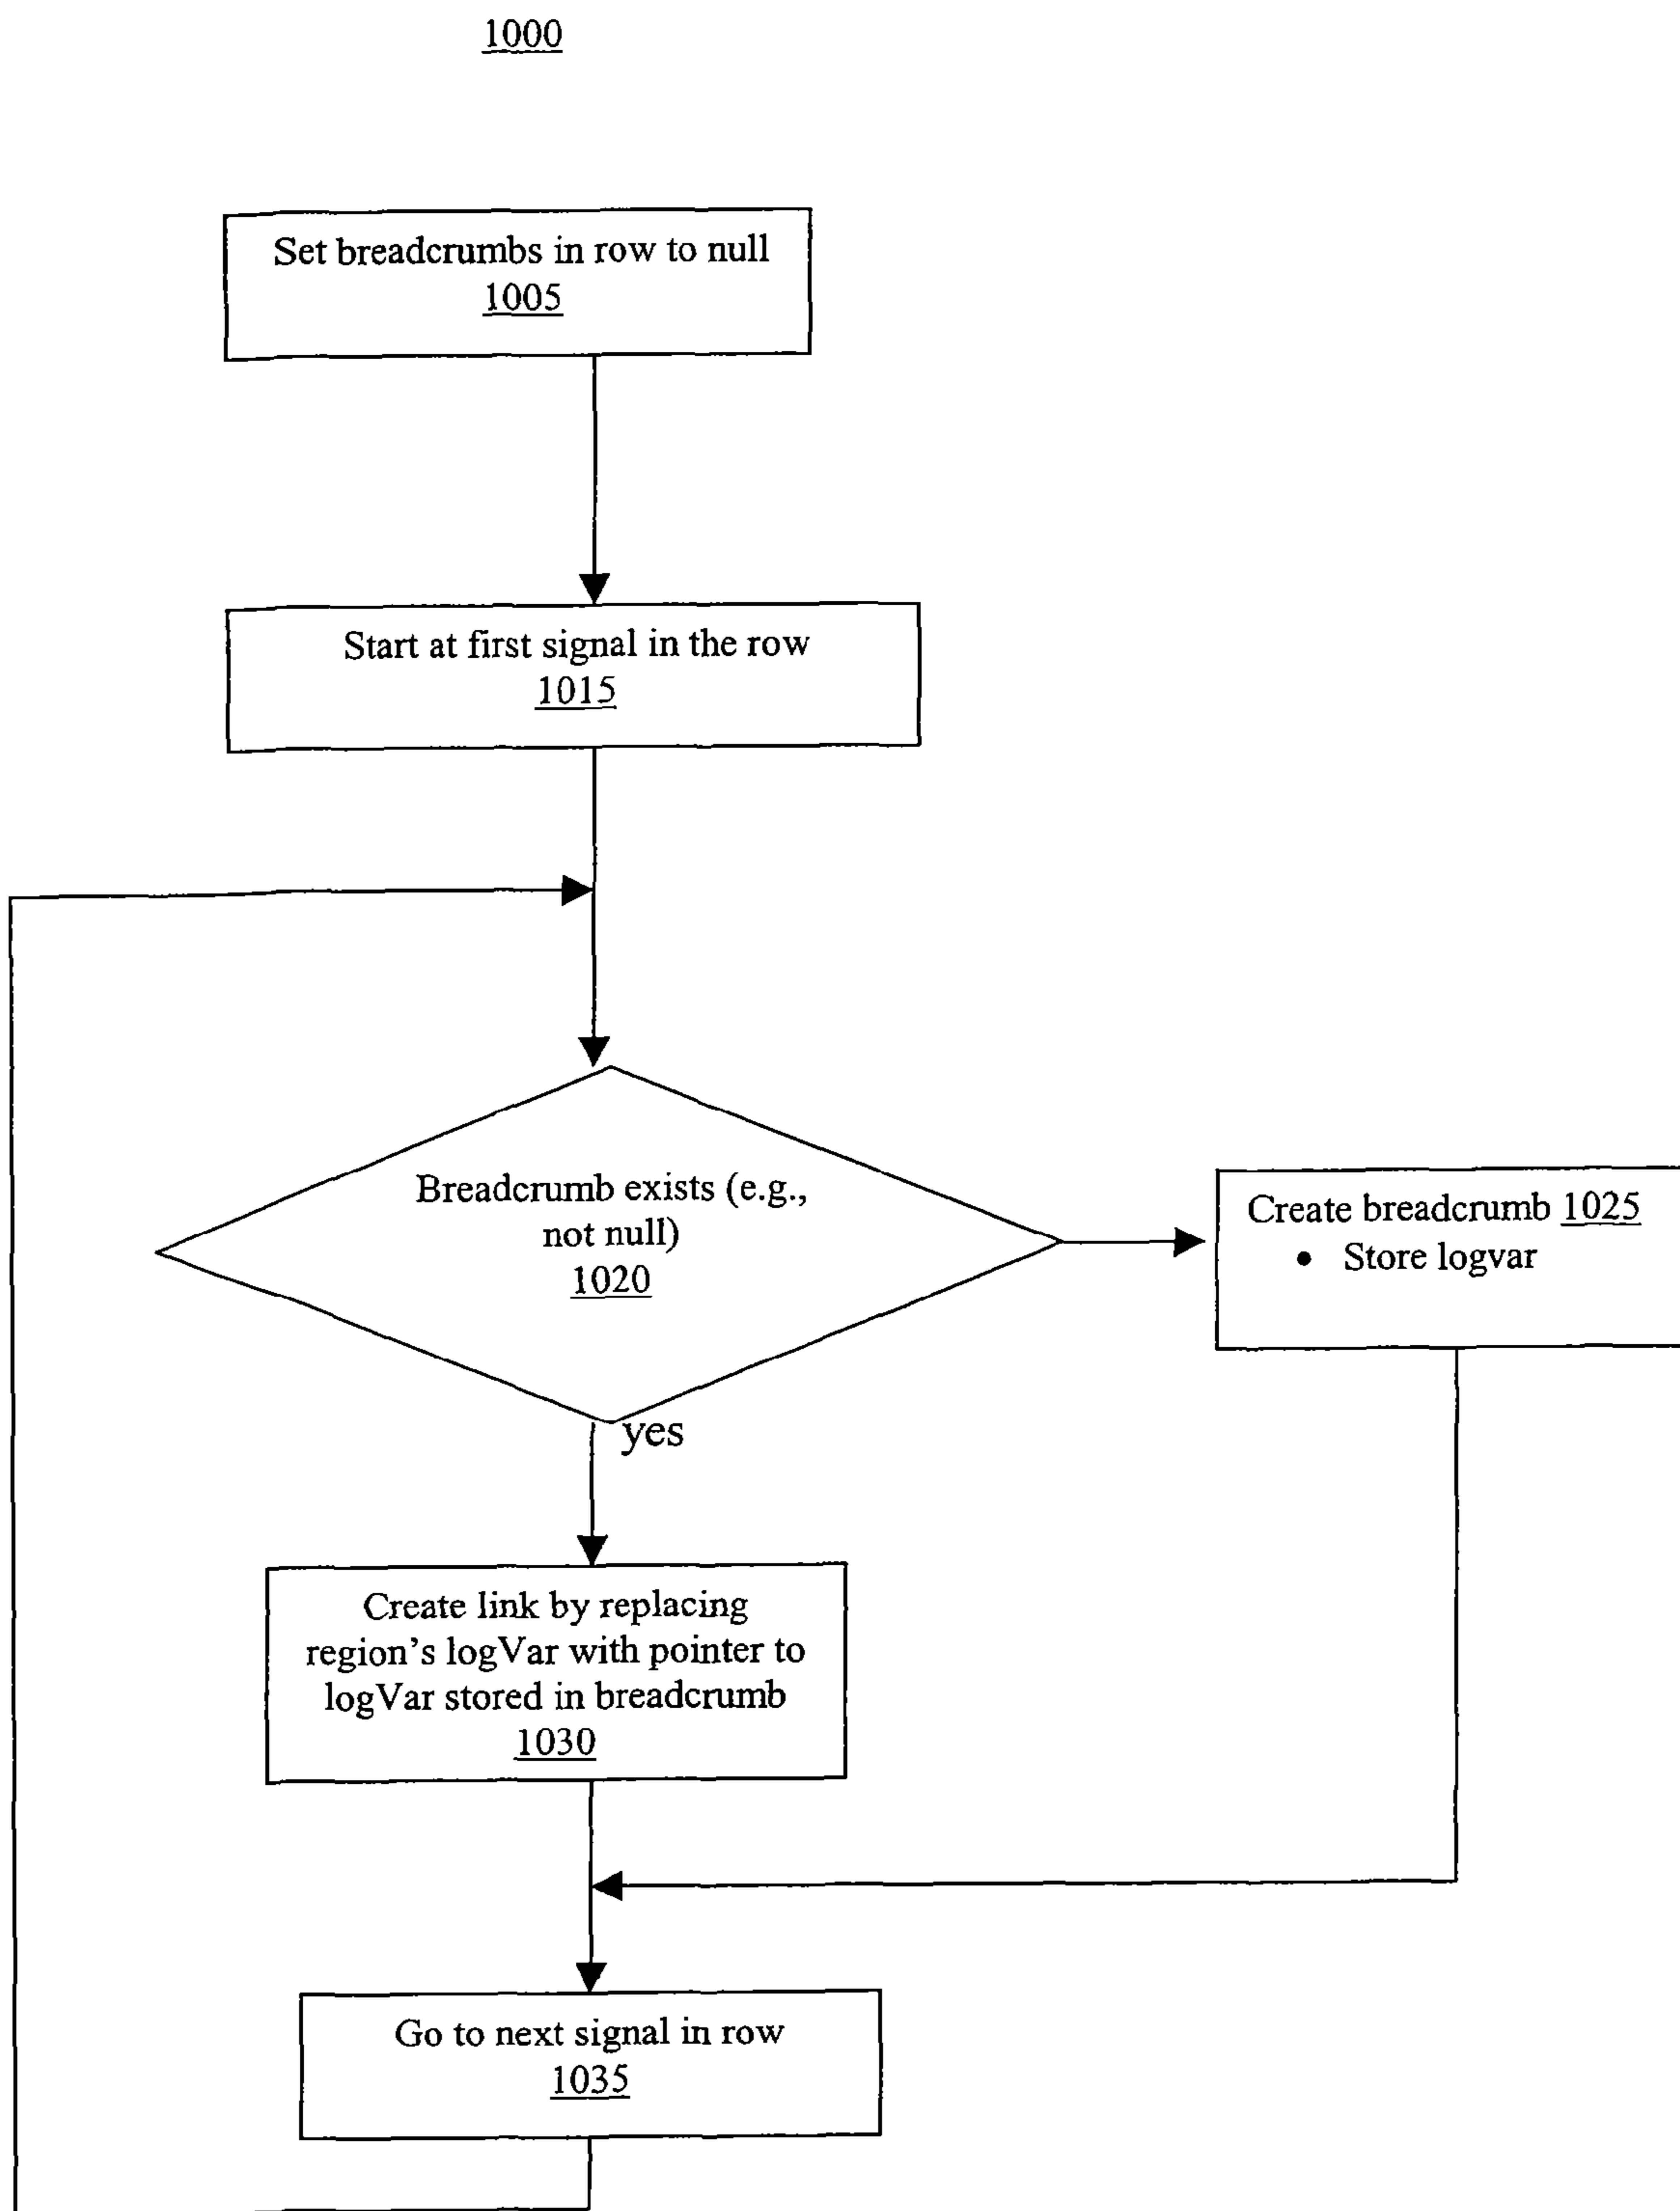 1000
Set breadcrumbs in row to null
1005
Start at first signal in the row
1015
Breadcrumb exists (e.g.,
not null)
1020
Create breadcrumb 1025
• Store logvar
yes
Create link by replacing
region's logVar with pointer to
logVar stored in breadcrumb
1030
Go to next signal in row
1035